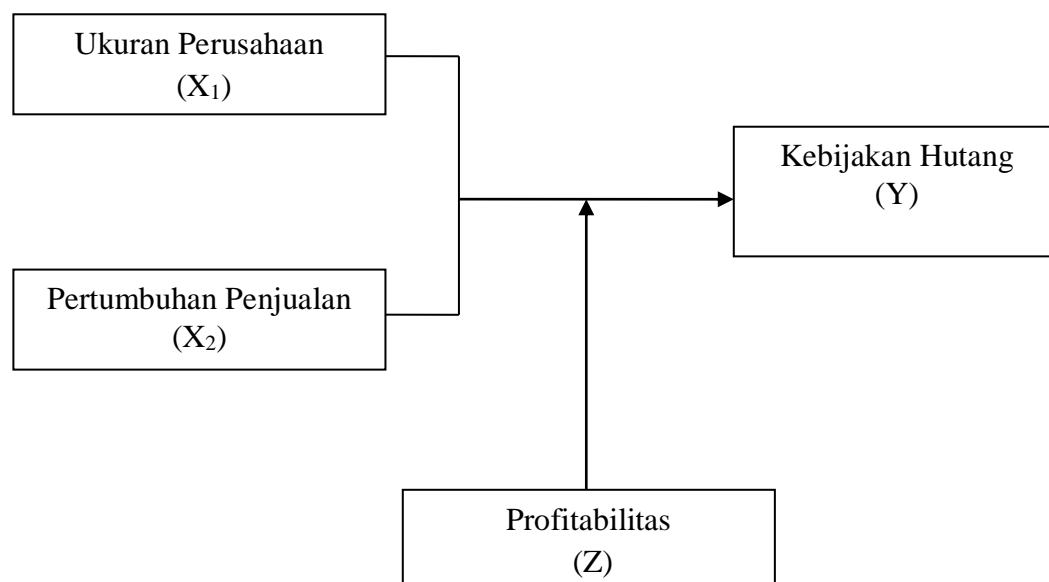 Ukuran Perusahaan
(X₁)
Kebijakan Hutang
(Y)
Pertumbuhan Penjualan
(X₂)
Profitabilitas
(Z)